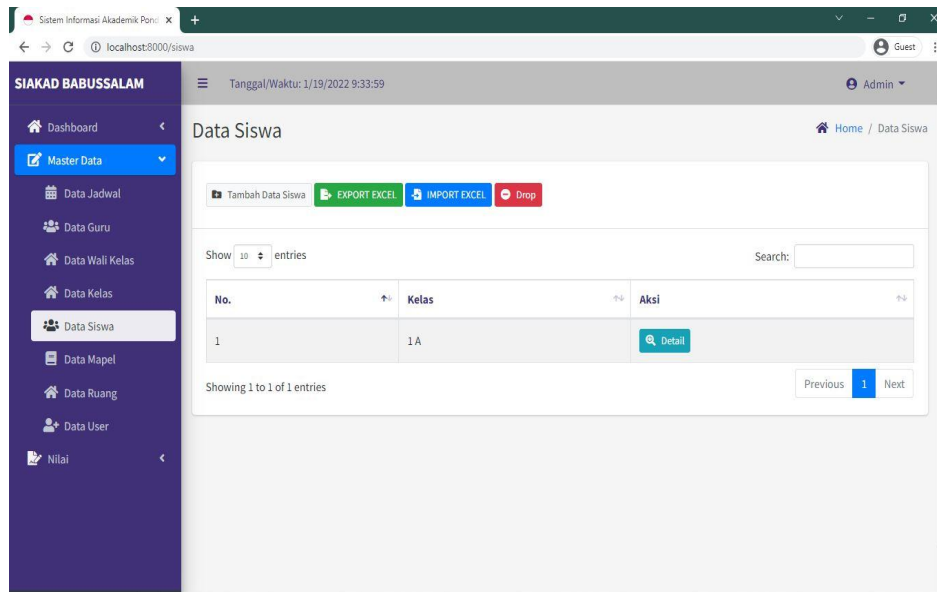 Sistem Informasi Akademik Pond
localhost:8000/siswa
Guest
SIAKAD BABUSSALAM
Tanggal/Waktu: 1/19/2022 9:33:59
Admin
Dashboard
Master Data
Data Jadwal
Data Guru
Data Wali Kelas
Data Kelas
Data Siswa
Data Mapel
Data Ruang
Data User
Nilai
Data Siswa
Home / Data Siswa
Tambah Data Siswa EXPORT EXCEL IMPORT EXCEL Drop
Show 10 entries
Search:
No. Kelas Aksi
1 1 A Detail
Showing 1 to 1 of 1 entries
Previous 1 Next